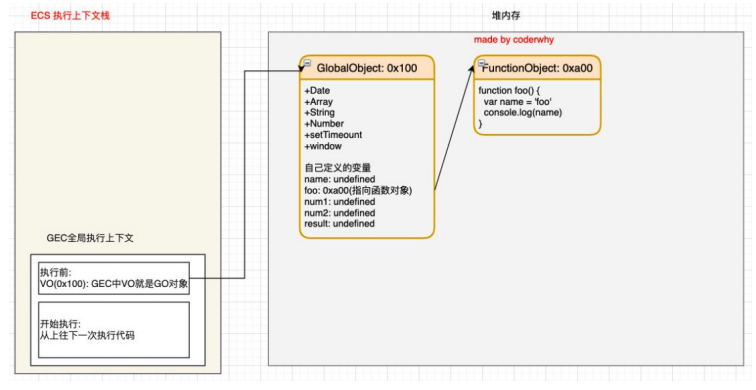 ECS 执行上下文栈
堆内存
made by coderwhy
GlobalObject: 0x100
+Date
+Array
+String
+Number
+setTimeount
+window
自己定义的变量
name: undefined
foo: 0xa00(指向函数对象)
num1: undefined
num2: undefined
result: undefined
FunctionObject: 0xa00
function foo() {
var name = 'foo'
console.log(name)
}
GEC全局执行上下文
执行前:
VO(0x100): GEC中VO就是GO对象
开始执行:
从上往下一次执行代码